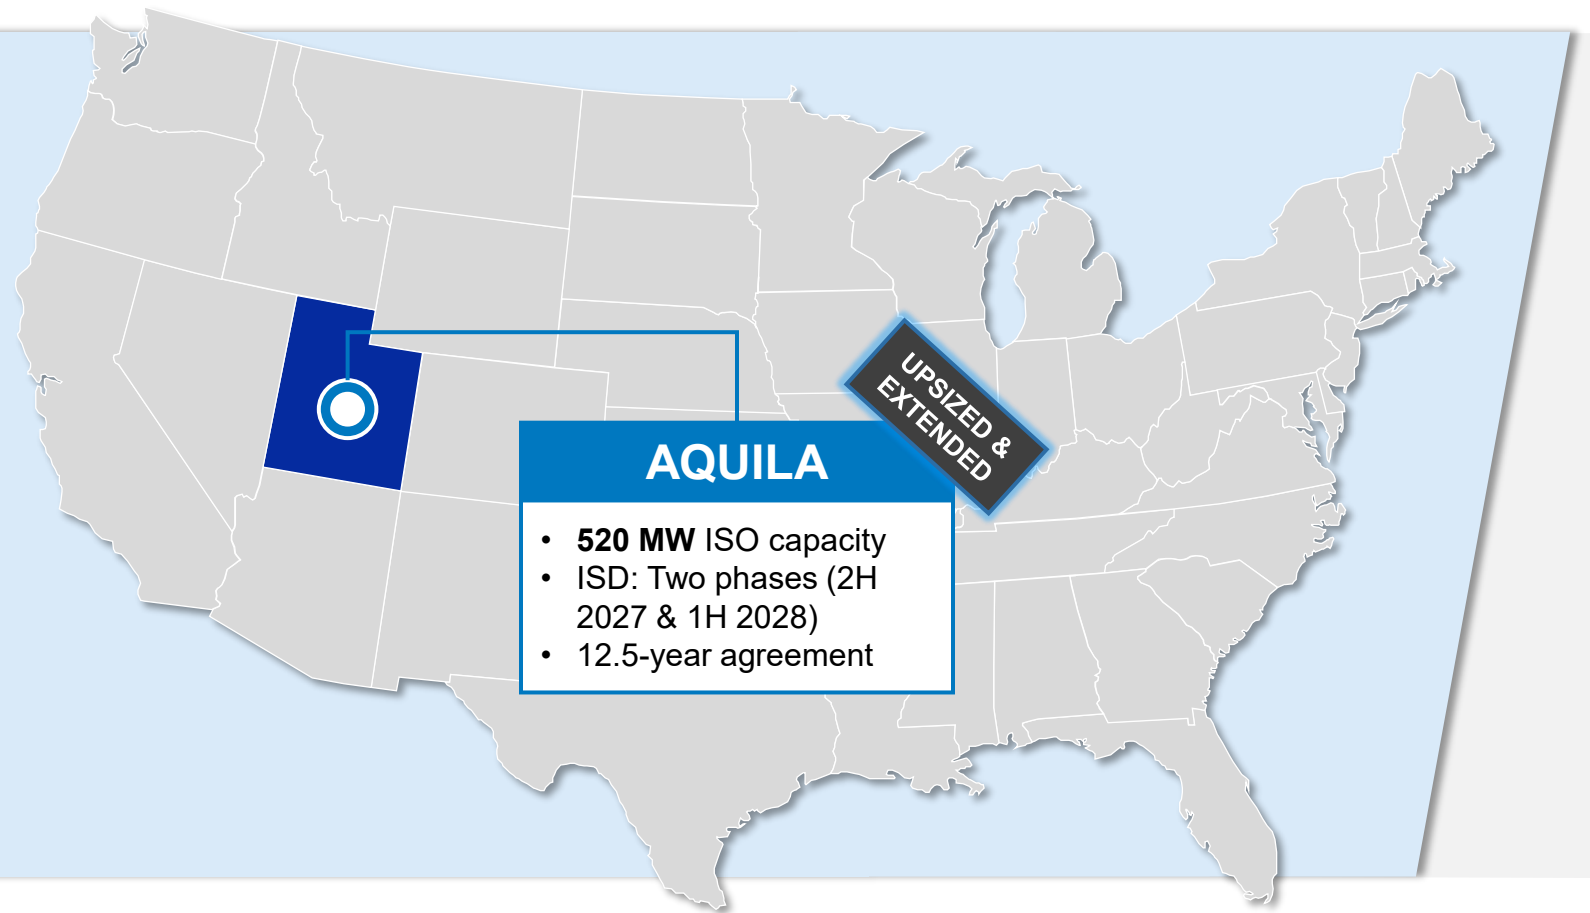 UPSIZED &
EXTENDED
AQUILA
• 520 MW ISO capacity
• ISD: Two phases (2H
2027 & 1H 2028)
• 12.5-year agreement